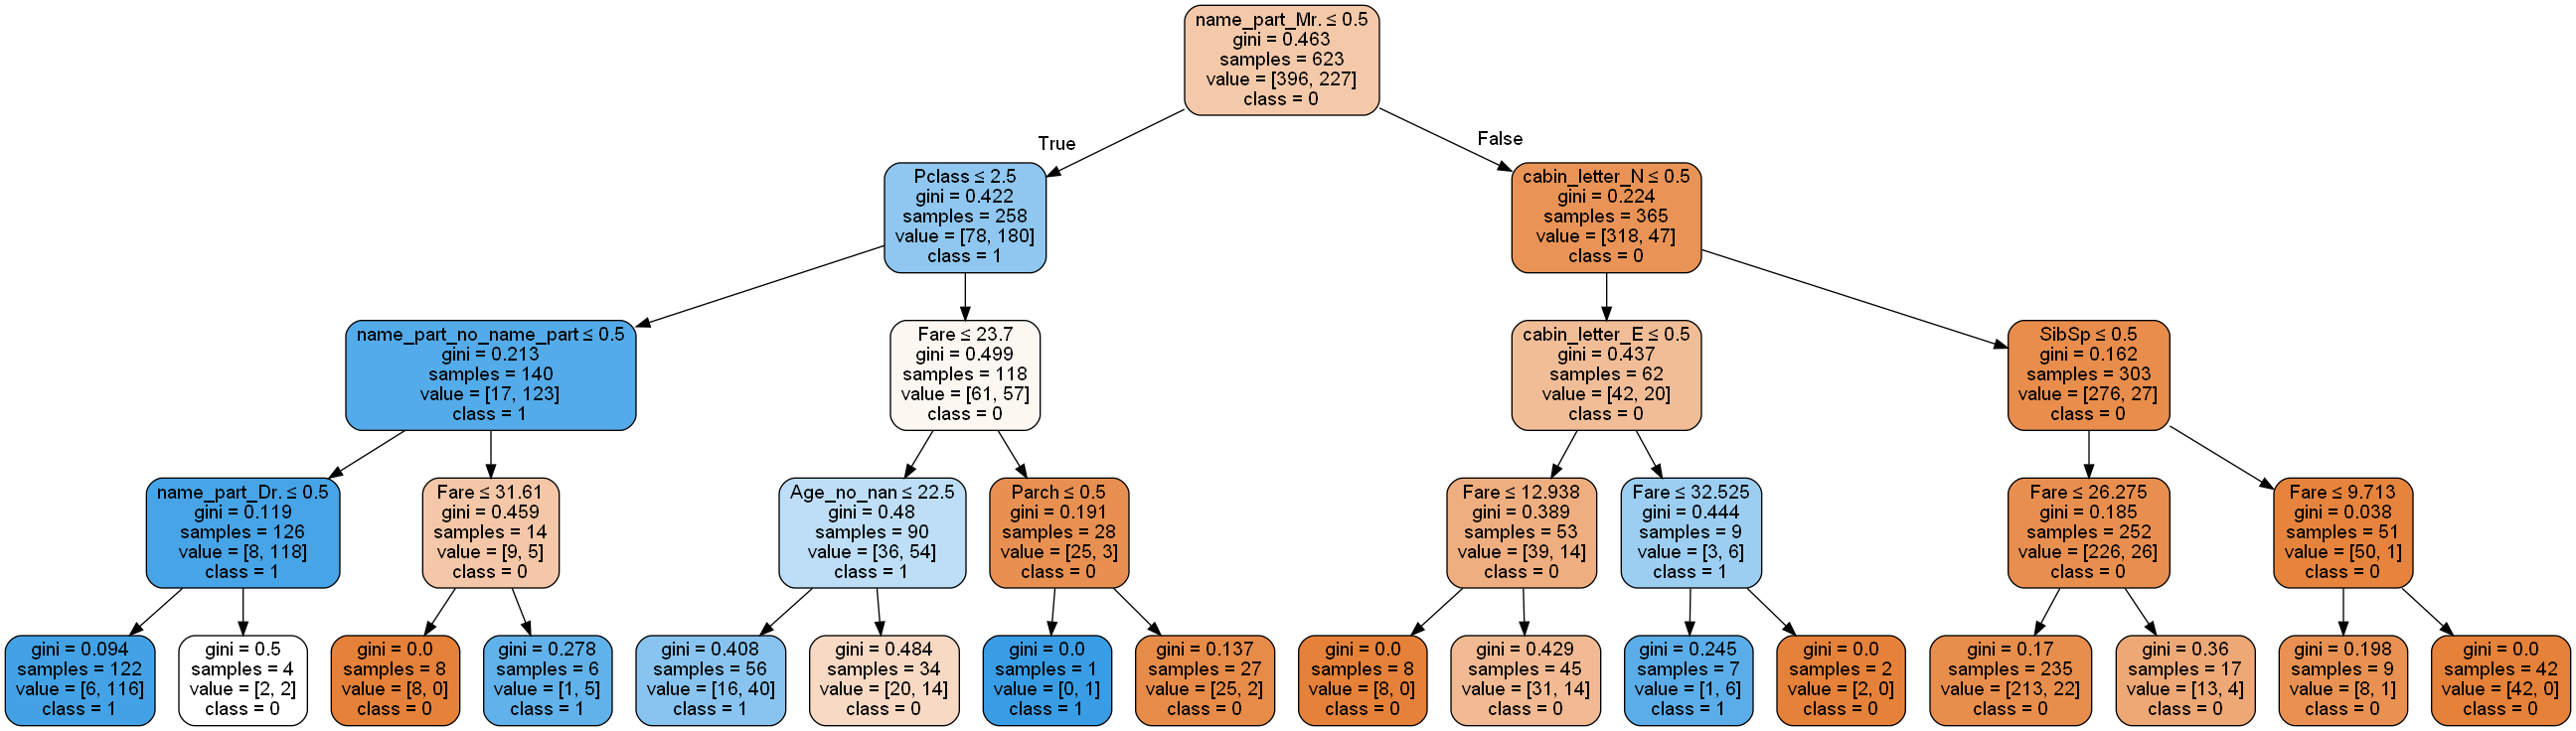 name_part_Mr. ≤ 0.5
gini = 0.463
samples = 623
value = [396, 227]
class = 0
True
False
Pclass ≤ 2.5
gini = 0.422
samples = 258
value = [78, 180]
class = 1
cabin_letter_N ≤ 0.5
gini = 0.224
samples = 365
value = [318, 47]
class = 0
name_part_no_name_part ≤ 0.5
gini = 0.213
samples = 140
value = [17, 123]
class = 1
Fare ≤ 23.7
gini = 0.499
samples = 118
value = [61, 57]
class = 0
cabin_letter_E ≤ 0.5
gini = 0.437
samples = 62
value = [42, 20]
class = 0
SibSp ≤ 0.5
gini = 0.162
samples = 303
value = [276, 27]
class = 0
name_part_Dr. ≤ 0.5
gini = 0.119
samples = 126
value = [8, 118]
class = 1
Fare ≤ 31.61
gini = 0.459
samples = 14
value = [9, 5]
class = 0
Age_no_nan ≤ 22.5
gini = 0.48
samples = 90
value = [36, 54]
class = 1
Parch ≤ 0.5
gini = 0.191
samples = 28
value = [25, 3]
class = 0
Fare ≤ 12.938
gini = 0.389
samples = 53
value = [39, 14]
class = 0
Fare ≤ 32.525
gini = 0.444
samples = 9
value = [3, 6]
class = 1
Fare ≤ 26.275
gini = 0.185
samples = 252
value = [226, 26]
class = 0
Fare ≤ 9.713
gini = 0.038
samples = 51
value = [50, 1]
class = 0
gini = 0.094
samples = 122
value = [6, 116]
class = 1
gini = 0.5
samples = 4
value = [2, 2]
class = 0
gini = 0.0
samples = 8
value = [8, 0]
class = 0
gini = 0.278
samples = 6
value = [1, 5]
class = 1
gini = 0.408
samples = 56
value = [16, 40]
class = 1
gini = 0.484
samples = 34
value = [20, 14]
class = 0
gini = 0.0
samples = 1
value = [0, 1]
class = 1
gini = 0.137
samples = 27
value = [25, 2]
class = 0
gini = 0.0
samples = 8
value = [8, 0]
class = 0
gini = 0.429
samples = 45
value = [31, 14]
class = 0
gini = 0.245
samples = 7
value = [1, 6]
class = 1
gini = 0.0
samples = 2
value = [2, 0]
class = 0
gini = 0.17
samples = 235
value = [213, 22]
class = 0
gini = 0.36
samples = 17
value = [13, 4]
class = 0
gini = 0.198
samples = 9
value = [8, 1]
class = 0
gini = 0.0
samples = 42
value = [42, 0]
class = 0